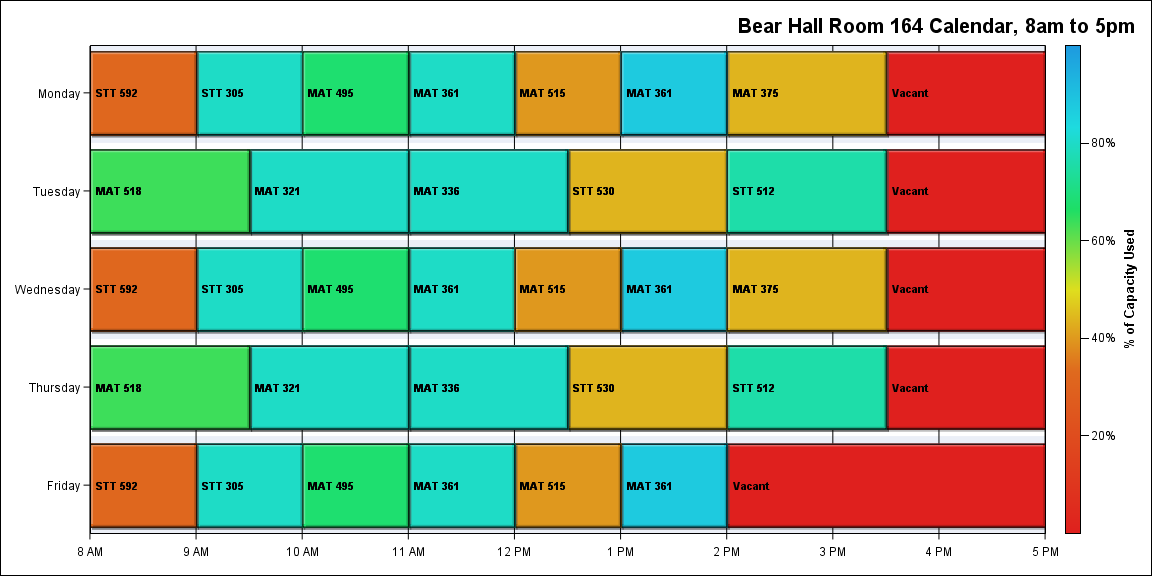 Bear Hall Room 164 Calendar, 8am to 5pm
Monday
STT 592
STT 305
MAT 495
MAT 361
MAT 515
MAT 361
MAT 375
Vacant
Tuesday
MAT 518
MAT 321
MAT 336
STT 530
STT 512
Vacant
Wednesday
STT 592
STT 305
MAT 495
MAT 361
MAT 515
MAT 361
MAT 375
Vacant
Thursday
MAT 518
MAT 321
MAT 336
STT 530
STT 512
Vacant
Friday
STT 592
STT 305
MAT 495
MAT 361
MAT 515
MAT 361
Vacant
8 AM
9 AM
10 AM
11 AM
12 PM
1 PM
2 PM
3 PM
4 PM
5 PM
80%
60%
40%
20%
% of Capacity Used